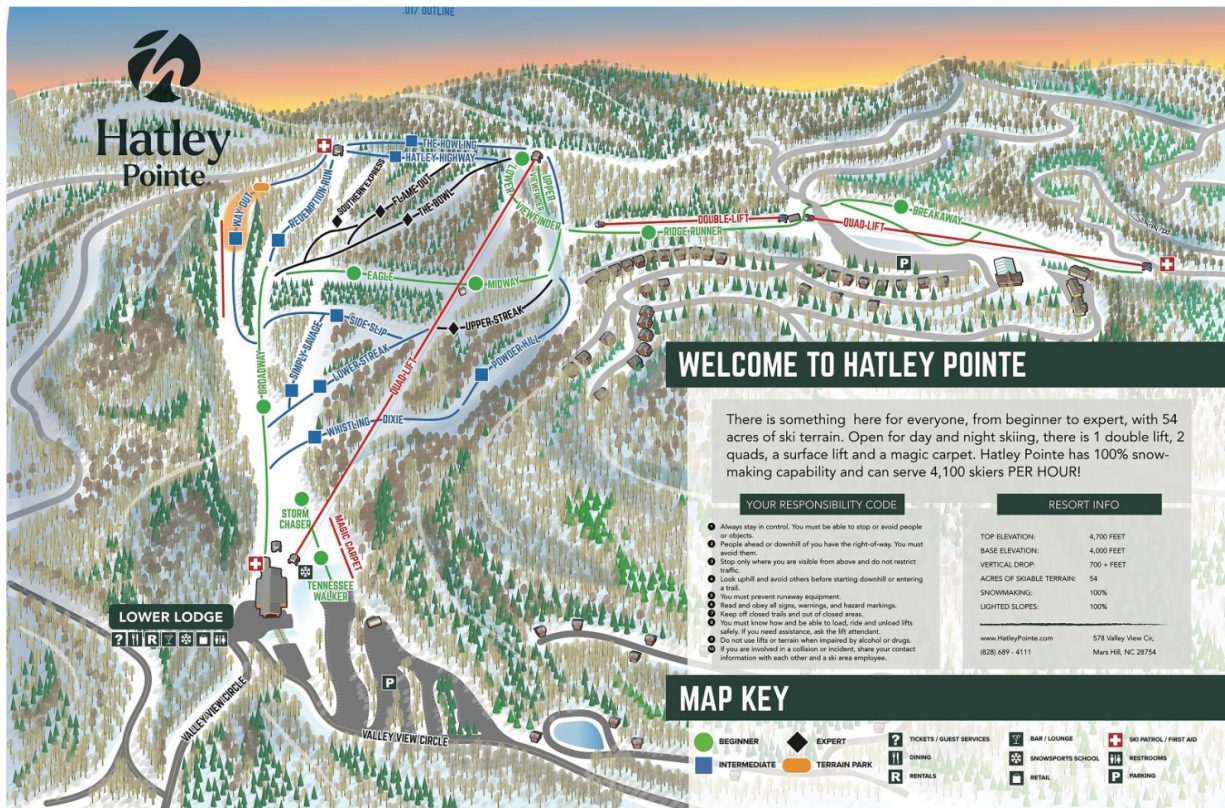 .017 OUTLINE
Hatley
Pointe
THE HOWLING
HATLEY HIGHWAY
WAY OUT
REDEMPTION RUN
SOUTHERN EXPRESS
FLAME OUT
THE BOWL
LOWER VIEWFINDER
UPPER VIEWFINDER
DOUBLE-LIFT
RIDGE RUNNER
BREAKAWAY
QUAD-LIFT
P
EAGLE
MIDWAY
UPPER-STREAK
SIDE-SLIP
SIMPLY-SAVAGE
LOWER-STREAK
POWDER-HILL
QUAD-LIFT
BROADWAY
WHISTLING DIXIE
STORM
CHASER
MAGIC CARPET
TENNESSEE
WALKER
LOWER LODGE
? R
P
VALLEY VIEW CIRCLE
VALLEY VIEW CIRCLE
WELCOME TO HATLEY POINTE
There is something here for everyone, from beginner to expert, with 54
acres of ski terrain. Open for day and night skiing, there is 1 double lift, 2
quads, a surface lift and a magic carpet. Hatley Pointe has 100% snow-
making capability and can serve 4,100 skiers PER HOUR!
YOUR RESPONSIBILITY CODE
1 Always stay in control. You must be able to stop or avoid people
or objects.
2 People ahead or downhill of you have the right-of-way. You must
avoid them.
3 Stop only where you are visible from above and do not restrict
traffic.
4 Look uphill and avoid others before starting downhill or entering
a trail.
5 You must prevent runaway equipment.
6 Read and obey all signs, warnings, and hazard markings.
7 Keep off closed trails and out of closed areas.
8 You must know how and be able to load, ride and unload lifts
safely. If you need assistance, ask the lift attendant.
9 Do not use lifts or terrain when impaired by alcohol or drugs.
10 If you are involved in a collision or incident, share your contact
information with each other and a ski area employee.
RESORT INFO
TOP ELEVATION: 4,700 FEET
BASE ELEVATION: 4,000 FEET
VERTICAL DROP: 700 + FEET
ACRES OF SKIABLE TERRAIN: 54
SNOWMAKING: 100%
LIGHTED SLOPES: 100%
www.HatleyPointe.com 578 Valley View Cir,
(828) 689 - 4111 Mars Hill, NC 28754
MAP KEY
BEGINNER
EXPERT
INTERMEDIATE
TERRAIN PARK
? TICKETS / GUEST SERVICES
DINING
R RENTALS
BAR / LOUNGE
SNOWSPORTS SCHOOL
RETAIL
SKI PATROL / FIRST AID
RESTROOMS
P PARKING